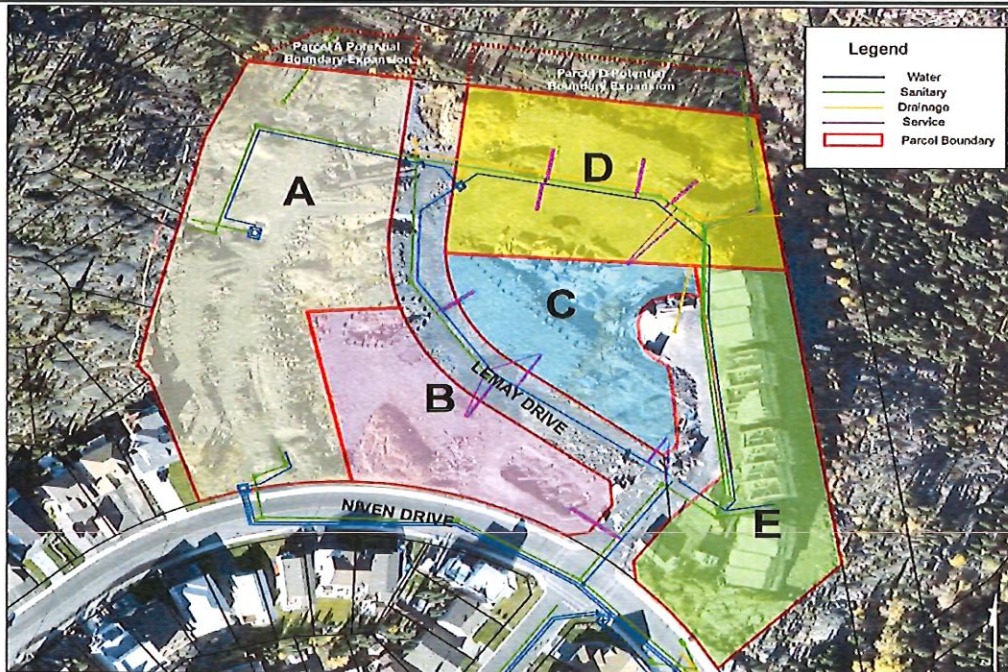 Parcel A Potential
Boundary Expansion
Parcel D Potential
Boundary Expansion
Legend
Water
Sanitary
Drainage
Service
Parcel Boundary
A
D
C
B
LEMAY DRIVE
E
NIVEN DRIVE